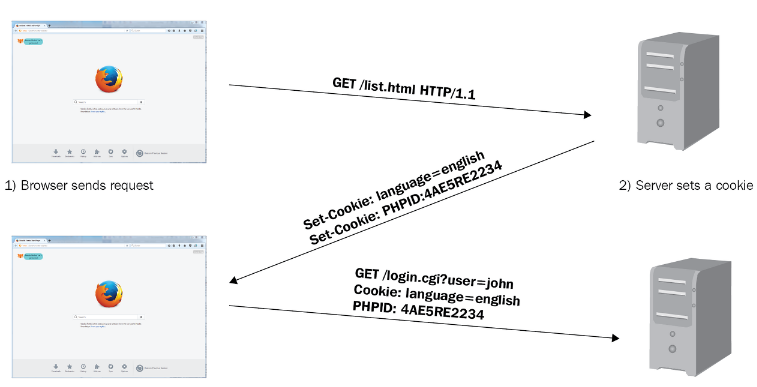 GET /list.html HTTP/1.1
1) Browser sends request
2) Server sets a cookie
Set-Cookie: language=english
Set-Cookie: PHPID:4AE5RE2234
GET /login.cgi?user=john
Cookie: language=english
PHPID: 4AE5RE2234